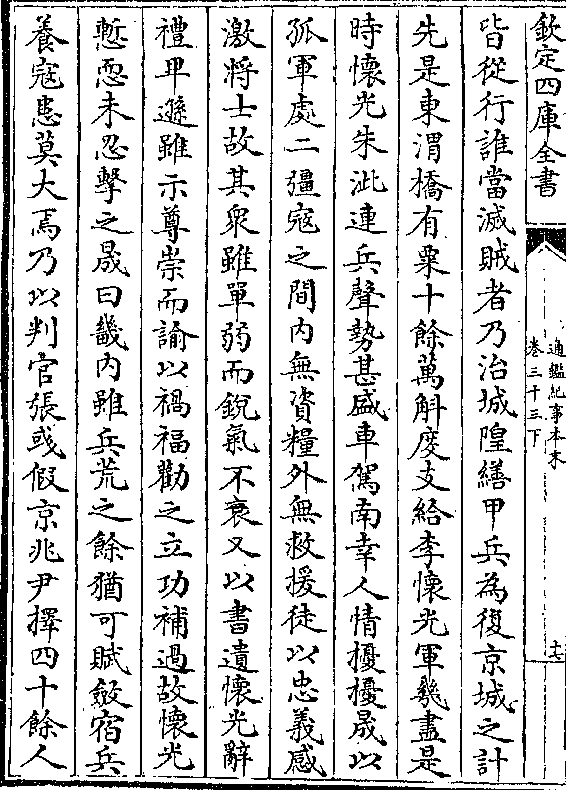 欽定四庫全書
通鑑紀事本末
卷三十三下
十六
皆從行誰當滅賊者乃治城隍繕甲兵為復京城之計
先是東渭橋有粟十餘萬斛度支給李懷光軍幾盡是
時懷光朱泚連兵聲勢甚盛車駕南幸人情擾擾晟以
孤軍處二彊宼之間內無資糧外無救援徒以忠義感
激將士故其衆雖單弱而銳氣不衰又以書遺懷光辭
禮卑遜雖示尊崇而諭以禍福勸之立功補過故懷光
慙恧未忍擊之晟曰畿内雖兵荒之餘猶可賦斂宿兵
養寇患莫大焉乃以判官張彧假京兆尹擇四十餘人